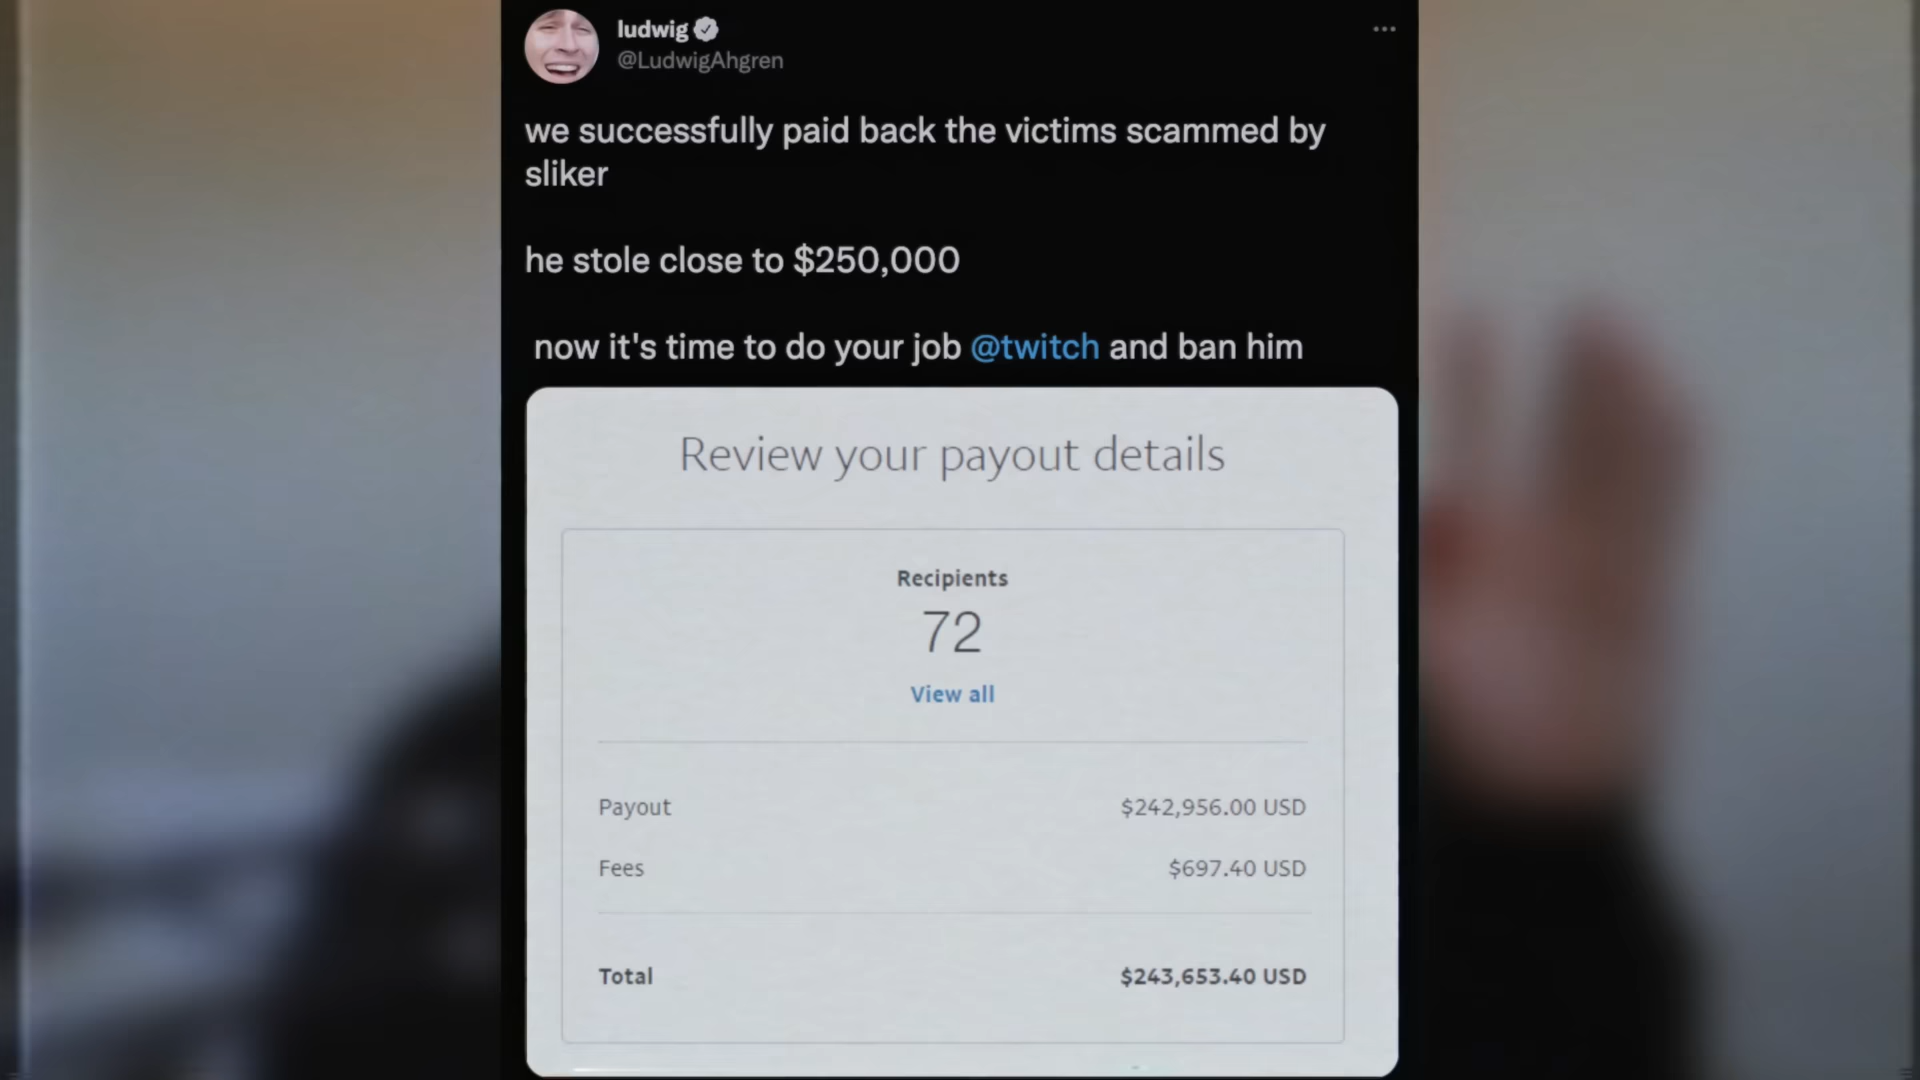 ludwig
@LudwigAhgren
we successfully paid back the victims scammed by
sliker
he stole close to $250,000
now it's time to do your job @twitch and ban him
Review your payout details
Recipients
72
View all
Payout $242,956.00 USD
Fees $697.40 USD
Total $243,653.40 USD